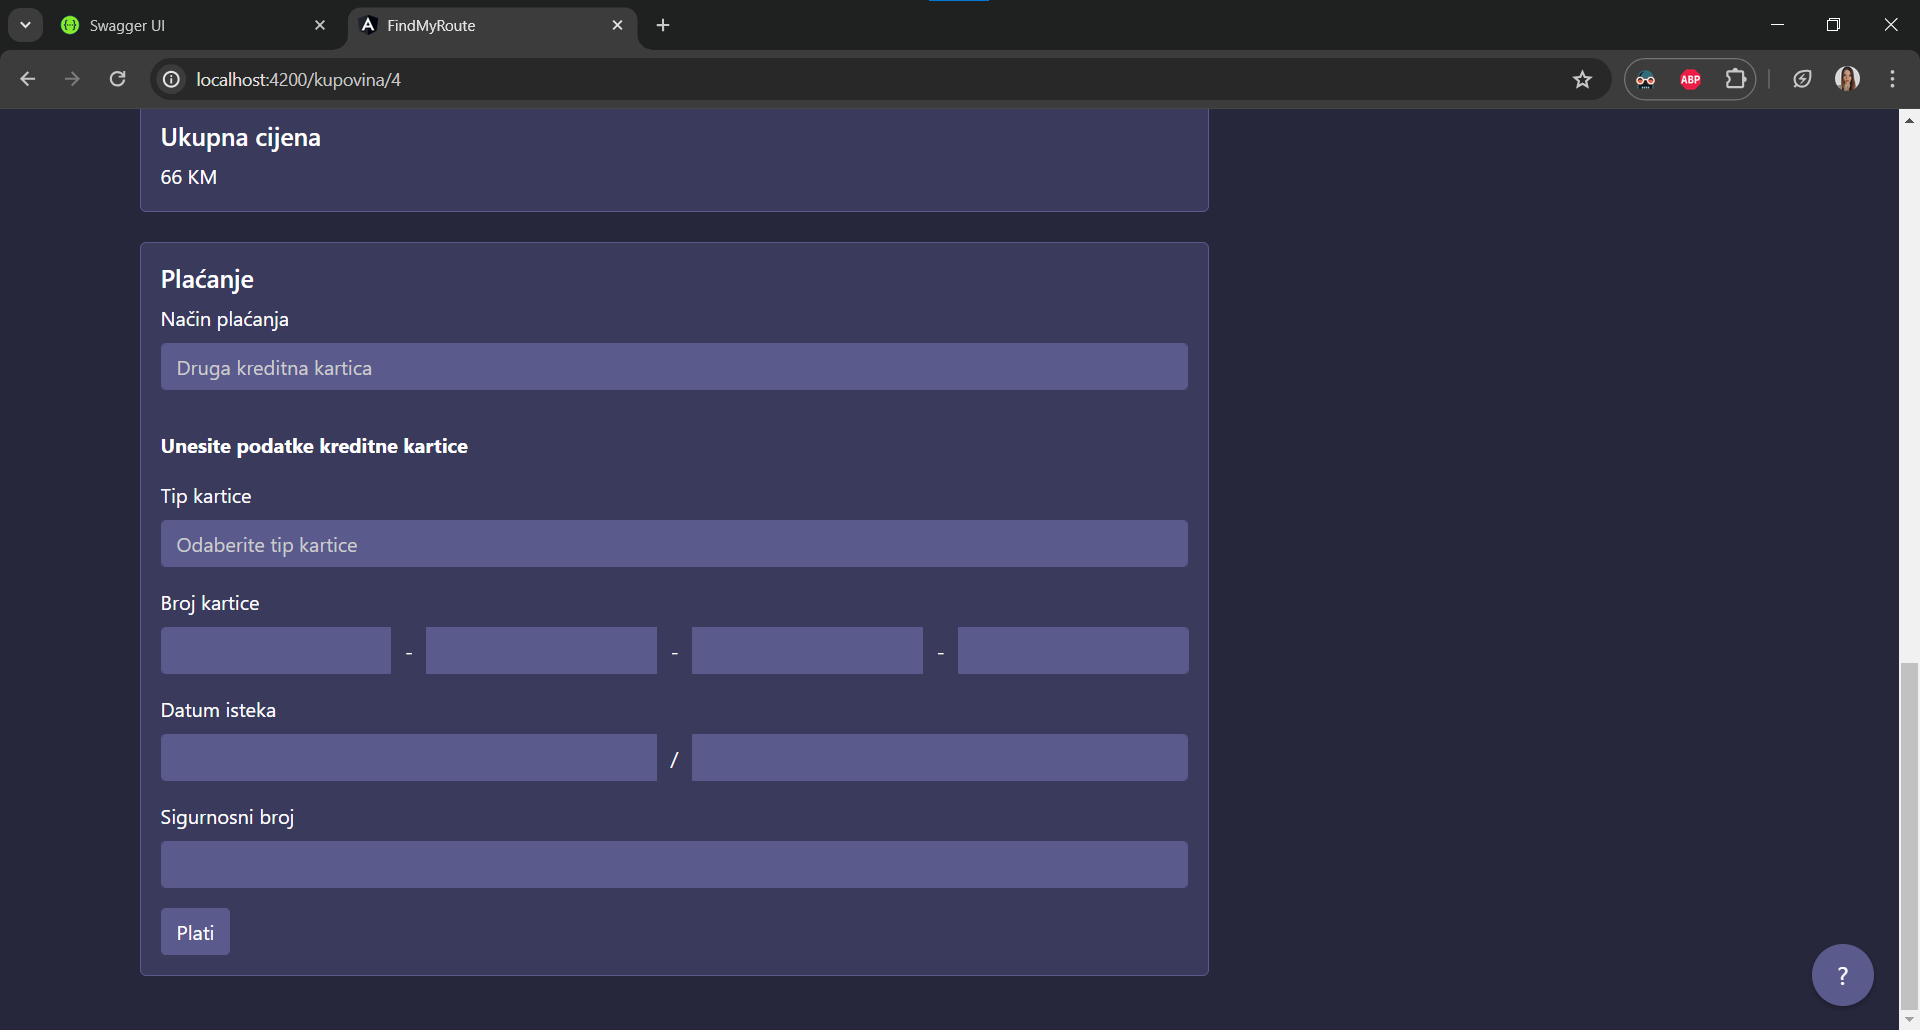 Swagger UI
FindMyRoute
localhost:4200/kupovina/4
ABP
Ukupna cijena
66 KM
Plaćanje
Način plaćanja
Druga kreditna kartica
Unesite podatke kreditne kartice
Tip kartice
Odaberite tip kartice
Broj kartice
- - -
Datum isteka
/
Sigurnosni broj
Plati
?